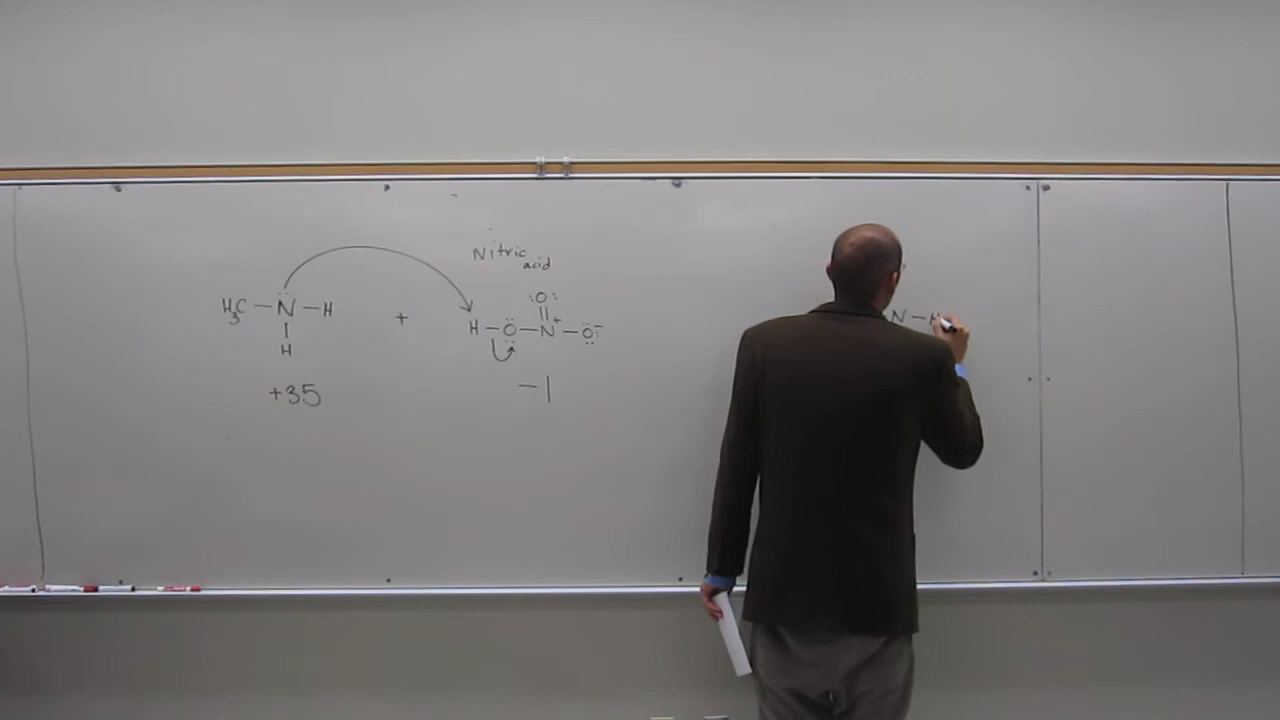 Nitric
acid
:O:
||
H3C — N̈ — H + H — Ö — N⁺ — Ö:⁻ N — H
|
H
+35 −1